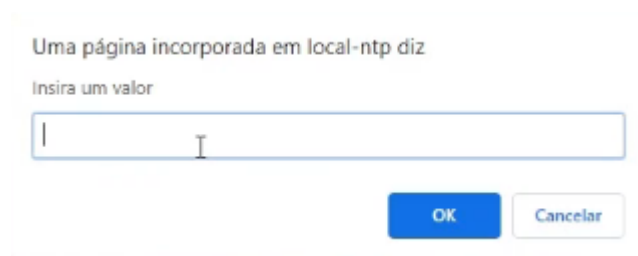 Uma página incorporada em local-ntp diz
Insira um valor
OK
Cancelar